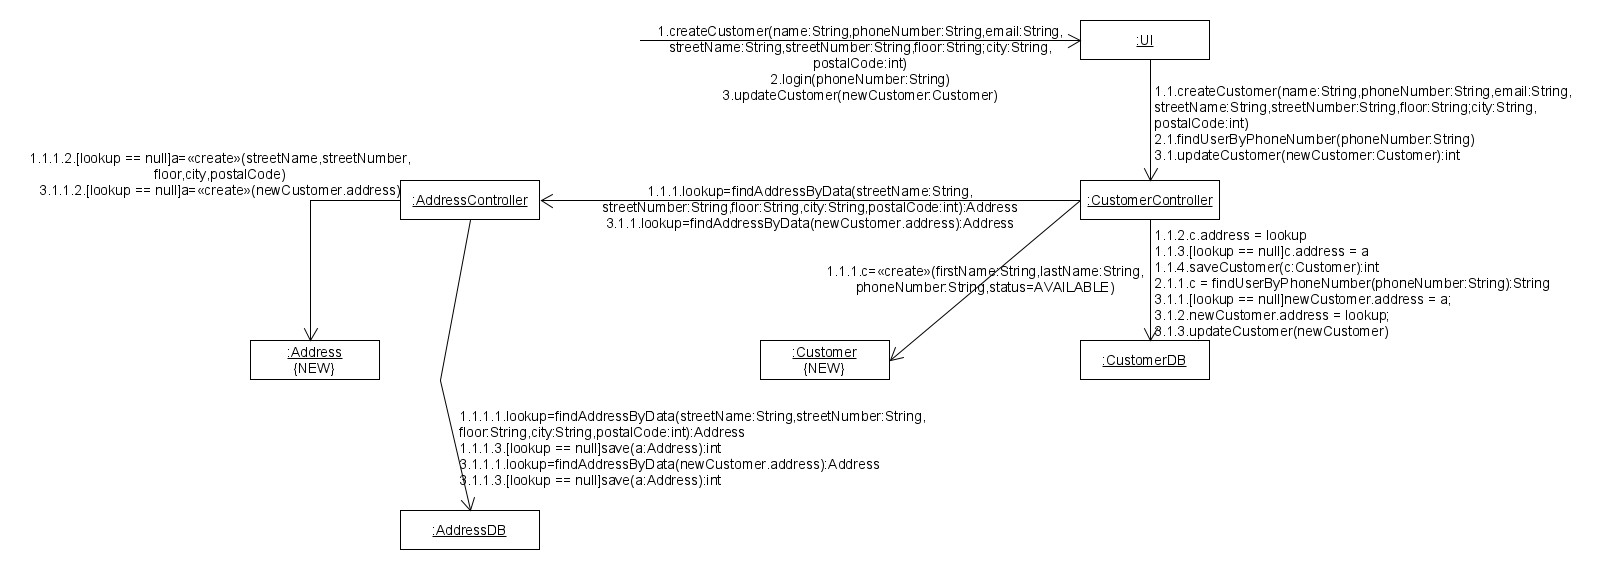 1.createCustomer(name:String,phoneNumber:String,email:String,
streetName:String,streetNumber:String,floor:String;city:String,
postalCode:int)
2.login(phoneNumber:String)
3.updateCustomer(newCustomer:Customer)
:UI
1.1.createCustomer(name:String,phoneNumber:String,email:String,
streetName:String,streetNumber:String,floor:String;city:String,
postalCode:int)
2.1.findUserByPhoneNumber(phoneNumber:String)
3.1.updateCustomer(newCustomer:Customer):int
1.1.1.2.[lookup == null]a=«create»(streetName,streetNumber,
floor,city,postalCode)
3.1.1.2.[lookup == null]a=«create»(newCustomer.address)
:AddressController
1.1.1.lookup=findAddressByData(streetName:String,
streetNumber:String,floor:String,city:String,postalCode:int):Address
3.1.1.lookup=findAddressByData(newCustomer.address):Address
:CustomerController
1.1.1.c=«create»(firstName:String,lastName:String,
phoneNumber:String,status=AVAILABLE)
1.1.2.c.address = lookup
1.1.3.[lookup == null]c.address = a
1.1.4.saveCustomer(c:Customer):int
2.1.1.c = findUserByPhoneNumber(phoneNumber:String):String
3.1.1.[lookup == null]newCustomer.address = a;
3.1.2.newCustomer.address = lookup;
3.1.3.updateCustomer(newCustomer)
:Address
{NEW}
:Customer
{NEW}
:CustomerDB
1.1.1.1.lookup=findAddressByData(streetName:String,streetNumber:String,
floor:String,city:String,postalCode:int):Address
1.1.1.3.[lookup == null]save(a:Address):int
3.1.1.1.lookup=findAddressByData(newCustomer.address):Address
3.1.1.3.[lookup == null]save(a:Address):int
:AddressDB